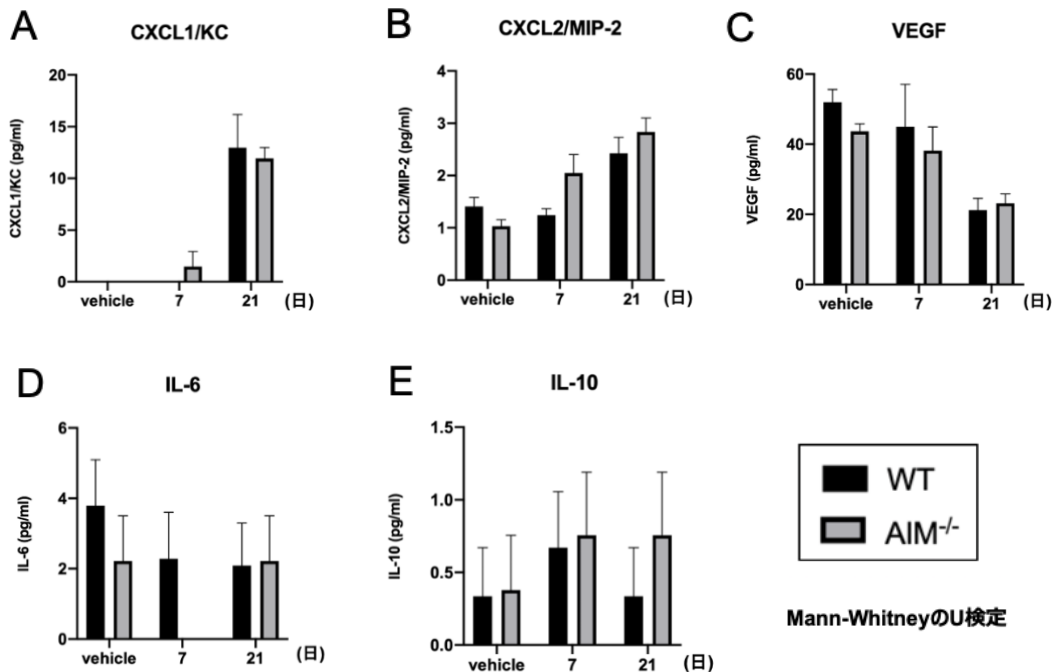 A
CXCL1/KC
CXCL1/KC (pg/ml)
20
15
10
5
0
vehicle 7 21 (日)
B
CXCL2/MIP-2
CXCL2/MIP-2 (pg/ml)
4
3
2
1
0
vehicle 7 21 (日)
C
VEGF
VEGF (pg/ml)
60
40
20
0
vehicle 7 21 (日)
D
IL-6
IL-6 (pg/ml)
6
4
2
0
vehicle 7 21 (日)
E
IL-10
IL-10 (pg/ml)
1.5
1.0
0.5
0.0
vehicle 7 21 (日)
WT
AIM-/-
Mann-WhitneyのU検定